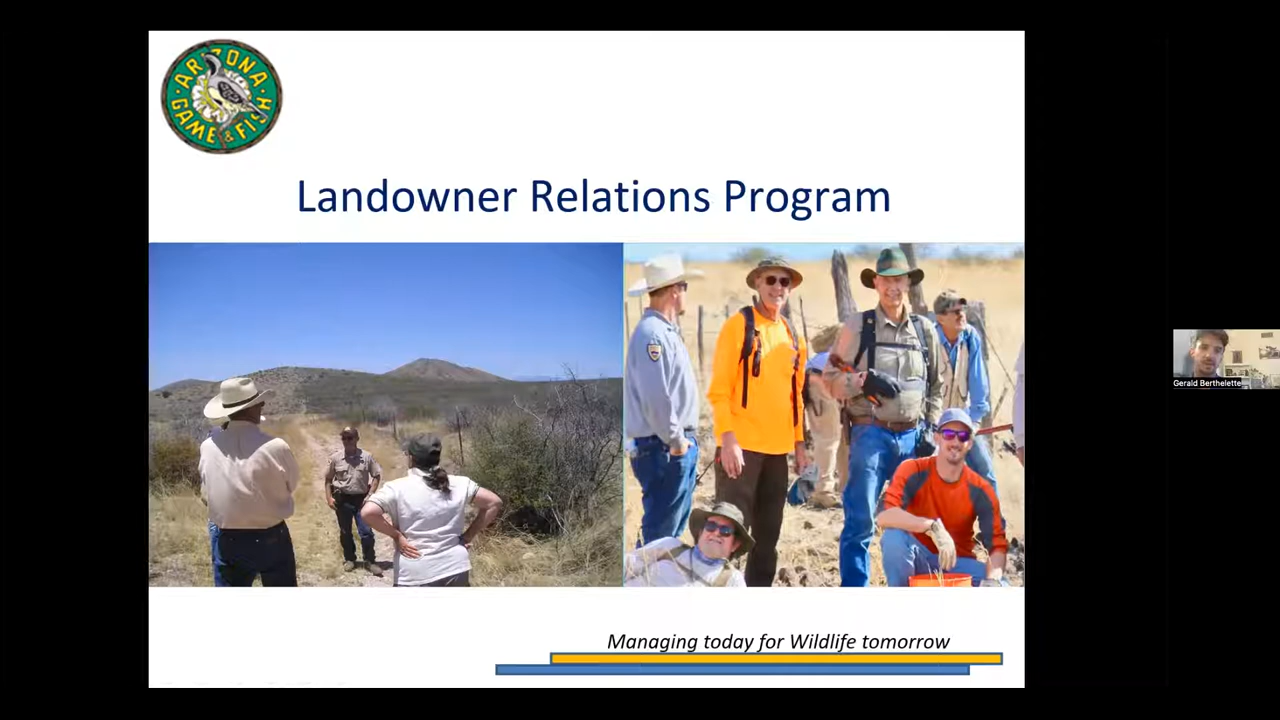 ARIZONA
GAME & FISH
Landowner Relations Program
Gerald Berthelette
Managing today for Wildlife tomorrow